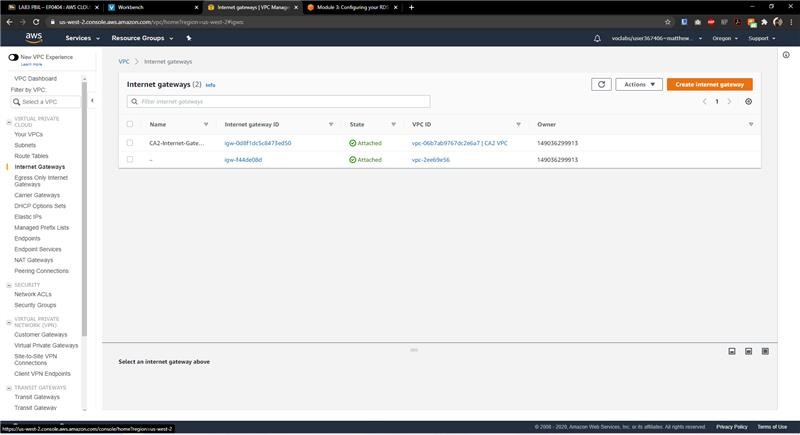 LAB3 PBL – EP0404 : AWS CLOUD
Workbench
Internet gateways | VPC Manage
Module 3: Configuring your RDS
us-west-2.console.aws.amazon.com/vpc/home?region=us-west-2#igws:
aws
Services
Resource Groups
voclabs/user367406=matthew...
Oregon
Support
New VPC Experience
Learn more
VPC Dashboard
Filter by VPC:
Select a VPC
VIRTUAL PRIVATE CLOUD
Your VPCs
Subnets
Route Tables
Internet Gateways
Egress Only Internet Gateways
Carrier Gateways
DHCP Options Sets
Elastic IPs
Managed Prefix Lists
Endpoints
Endpoint Services
NAT Gateways
Peering Connections
SECURITY
Network ACLs
Security Groups
VIRTUAL PRIVATE NETWORK (VPN)
Customer Gateways
Virtual Private Gateways
Site-to-Site VPN Connections
Client VPN Endpoints
TRANSIT GATEWAYS
Transit Gateways
Transit Gateway
VPC > Internet gateways
Internet gateways (2) Info
Actions
Create internet gateway
Filter internet gateways
1
Name Internet gateway ID State VPC ID Owner
CA2-Internet-Gate... igw-0d8f1dc5c8473ed50 Attached vpc-06b7ab9767dc2e6a7 | CA2 VPC 149036299913
– igw-f44de08d Attached vpc-2ee69e56 149036299913
Select an internet gateway above
https://us-west-2.console.aws.amazon.com/console/home?region=us-west-2
© 2008 - 2020, Amazon Web Services, Inc. or its affiliates. All rights reserved.
Privacy Policy
Terms of Use